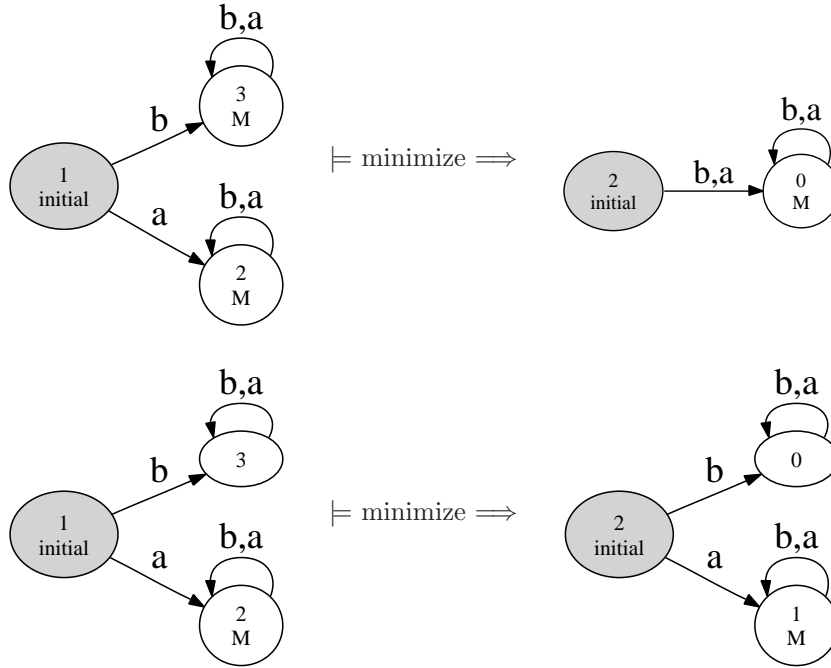 b,a
3
M
b
1
initial
a
b,a
2
M
⊨ minimize ⟹
2
initial
b,a
b,a
0
M
b,a
3
b
1
initial
a
b,a
2
M
⊨ minimize ⟹
b,a
0
b
2
initial
a
b,a
1
M